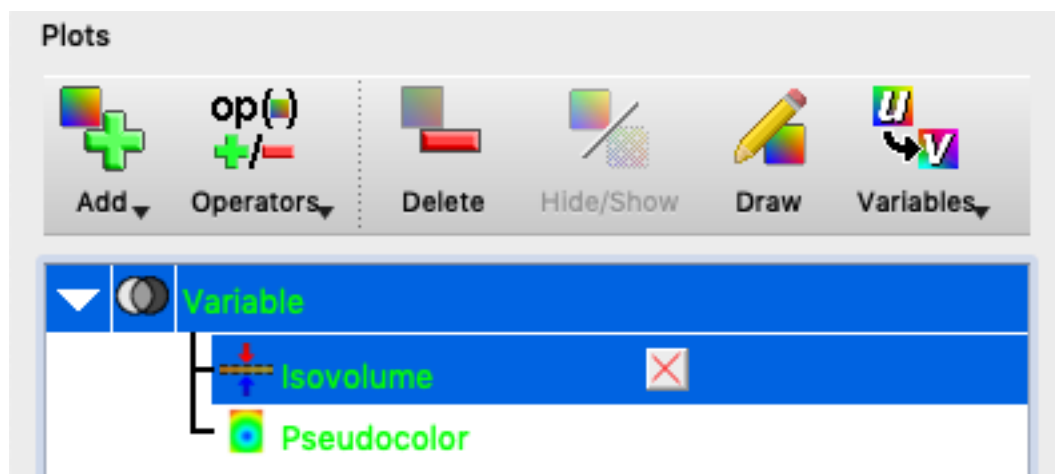 Plots
op()
+/-
Add Operators Delete Hide/Show Draw Variables
u
v
Variable
Isovolume
Pseudocolor